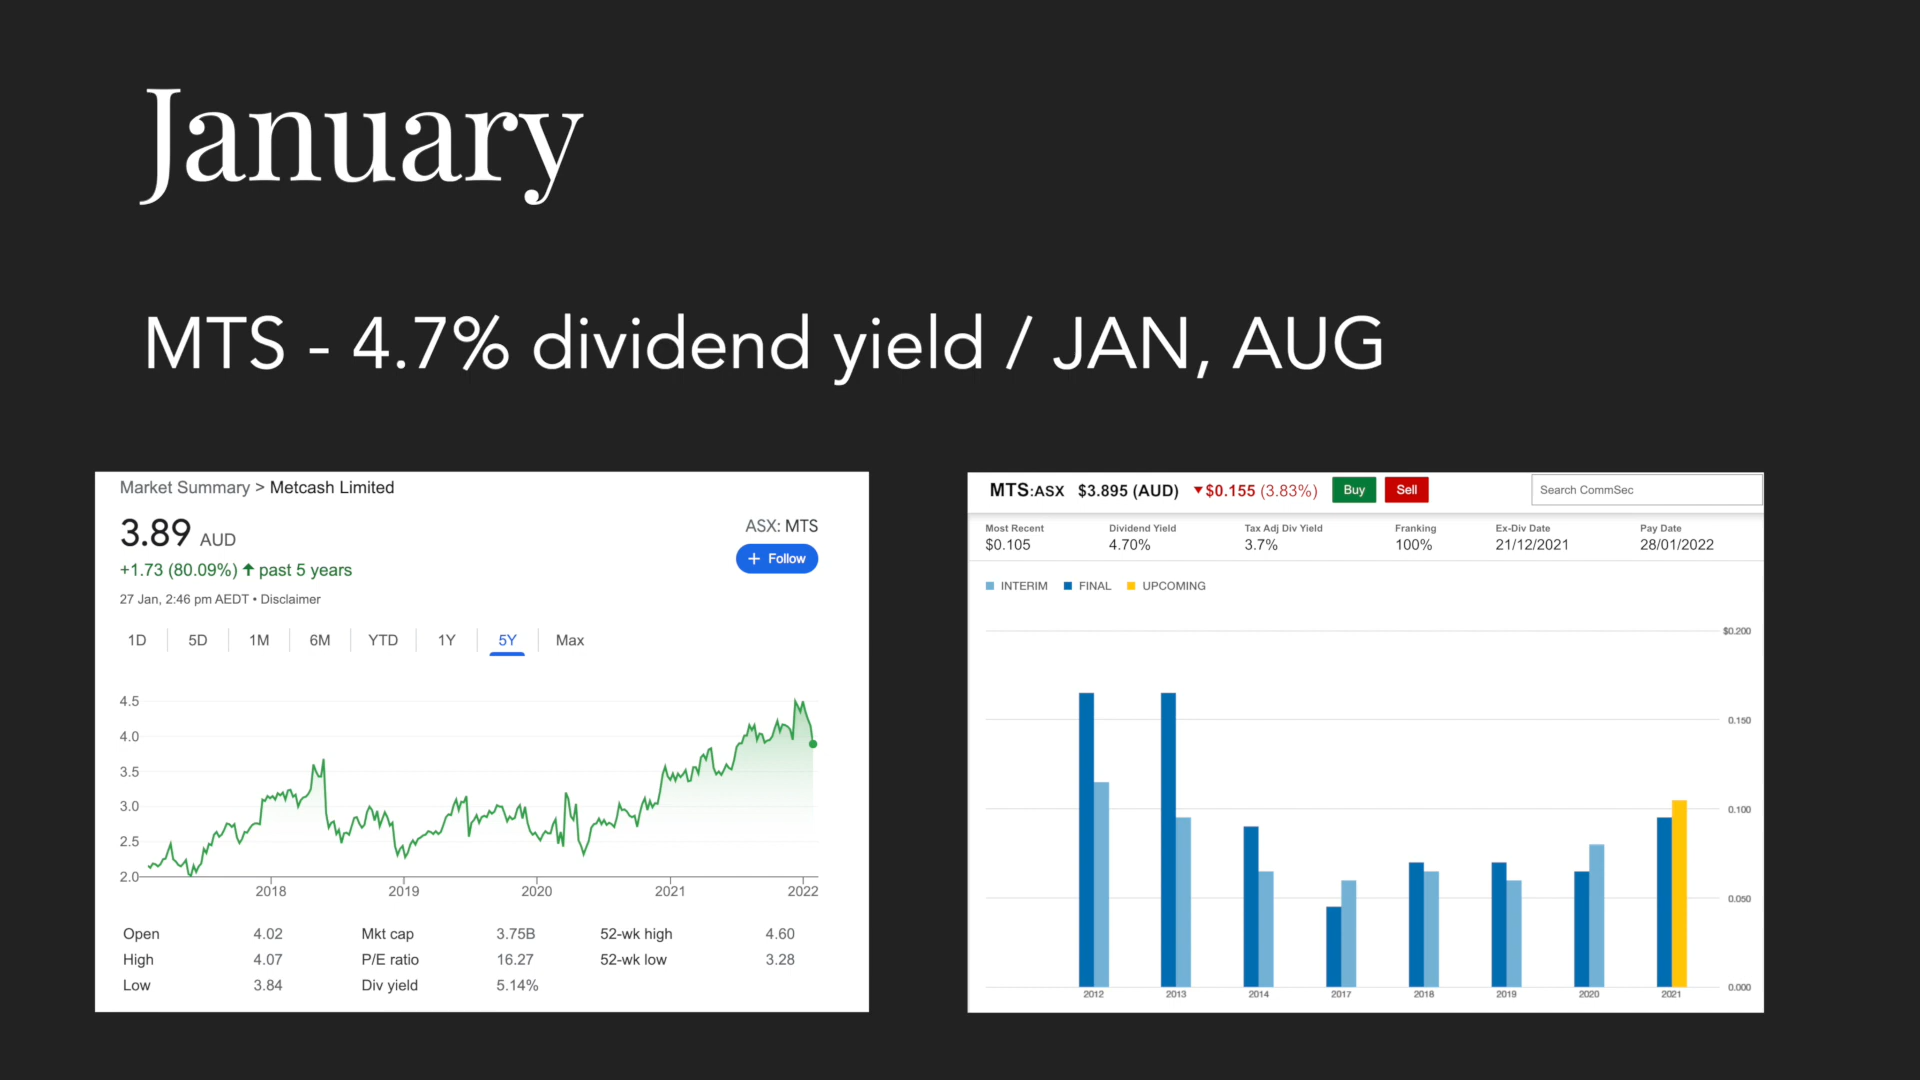 January
MTS - 4.7% dividend yield / JAN, AUG
Market Summary > Metcash Limited
3.89 AUD
ASX: MTS
+ Follow
+1.73 (80.09%) ↑ past 5 years
27 Jan, 2:46 pm AEDT • Disclaimer
1D 5D 1M 6M YTD 1Y 5Y Max
4.5
4.0
3.5
3.0
2.5
2.0
2018 2019 2020 2021 2022
Open 4.02 Mkt cap 3.75B 52-wk high 4.60
High 4.07 P/E ratio 16.27 52-wk low 3.28
Low 3.84 Div yield 5.14%
MTS:ASX $3.895 (AUD) ▼$0.155 (3.83%) Buy Sell Search CommSec
Most Recent Dividend Yield Tax Adj Div Yield Franking Ex-Div Date Pay Date
$0.105 4.70% 3.7% 100% 21/12/2021 28/01/2022
INTERIM FINAL UPCOMING
$0.200
0.150
0.100
0.050
0.000
2012 2013 2014 2017 2018 2019 2020 2021